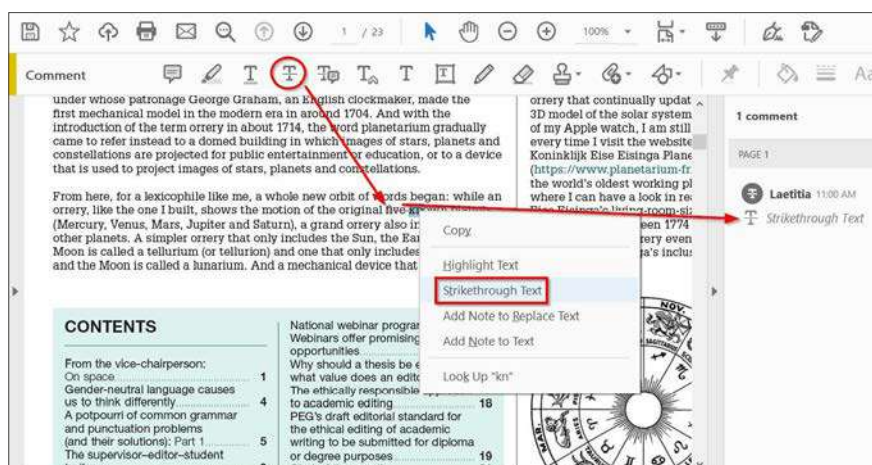 1 / 23
100%
Comment
under whose patronage George Graham, an English clockmaker, made the
first mechanical model in the modern era in around 1704. And with the
introduction of the term orrery in about 1714, the word planetarium gradually
came to refer instead to a domed building in which images of stars, planets and
constellations are projected for public entertainment or education, or to a device
that is used to project images of stars, planets and constellations.
From here, for a lexicophile like me, a whole new orbit of words began: while an
orrery, like the one I built, shows the motion of the original five
(Mercury, Venus, Mars, Jupiter and Saturn), a grand orrery also in
other planets. A simpler orrery that only includes the Sun, the Ear
Moon is called a tellurium (or tellurion) and one that only includes
and the Moon is called a lunarium. And a mechanical device that
orrery that continually updat
3D model of the solar system
of my Apple watch, I am still
every time I visit the website
Koninklijk Eise Eisinga Plane
(https://www.planetarium-fr
the world's oldest working pl
where I can have a look in rea
Eise Eisinga's living-room-siz
een 1774
rery even
ga's inclus
Copy
Highlight Text
Strikethrough Text
Add Note to Replace Text
Add Note to Text
Look Up "kn"
1 comment
PAGE 1
Laetitia 11:00 AM
Strikethrough Text
CONTENTS
From the vice-chairperson:
On space 1
Gender-neutral language causes
us to think differently 4
A potpourri of common grammar
and punctuation problems
(and their solutions): Part 1 5
The supervisor–editor–student
National webinar progra
Webinars offer promising
opportunities
Why should a thesis be e
what value does an edito
The ethically responsible
to academic editing 18
PEG's draft editorial standard for
the ethical editing of academic
writing to be submitted for diploma
or degree purposes 19
NOV.
SAGITTARIUS
MAR.
ARIES